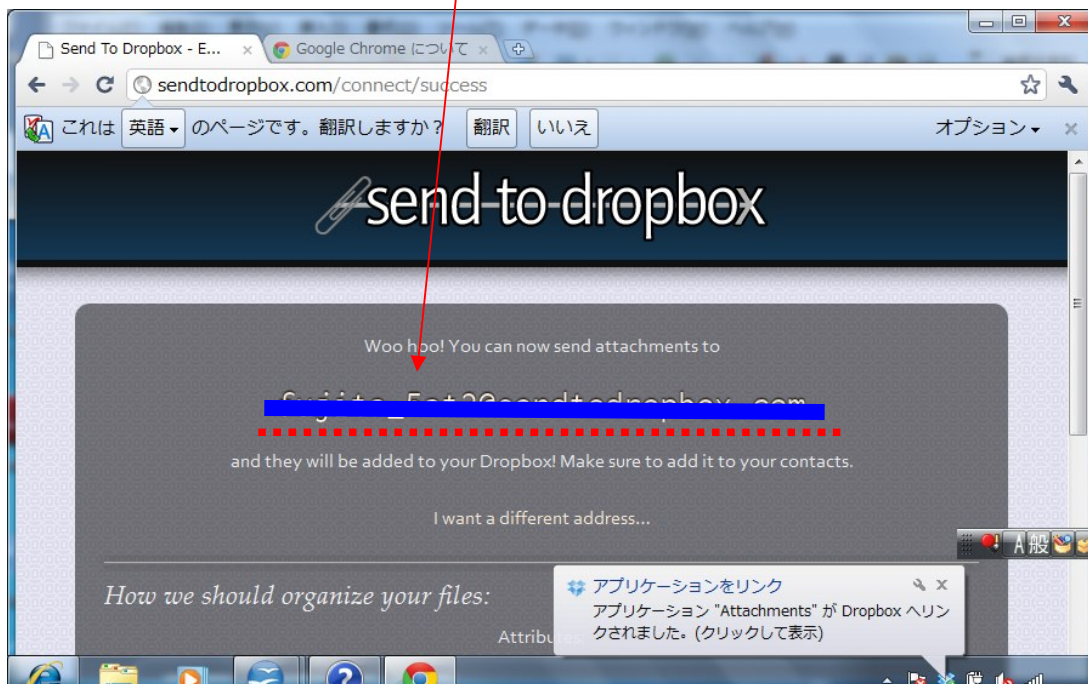 Send To Dropbox - E...
Google Chrome について
sendtodropbox.com/connect/success
これは 英語 のページです。翻訳しますか? 翻訳 いいえ オプション
send-to-dropbox
Woo hoo! You can now send attachments to
and they will be added to your Dropbox! Make sure to add it to your contacts.
I want a different address...
A 般
How we should organize your files:
アプリケーションをリンク
アプリケーション "Attachments" が Dropbox へリン
クされました。(クリックして表示)